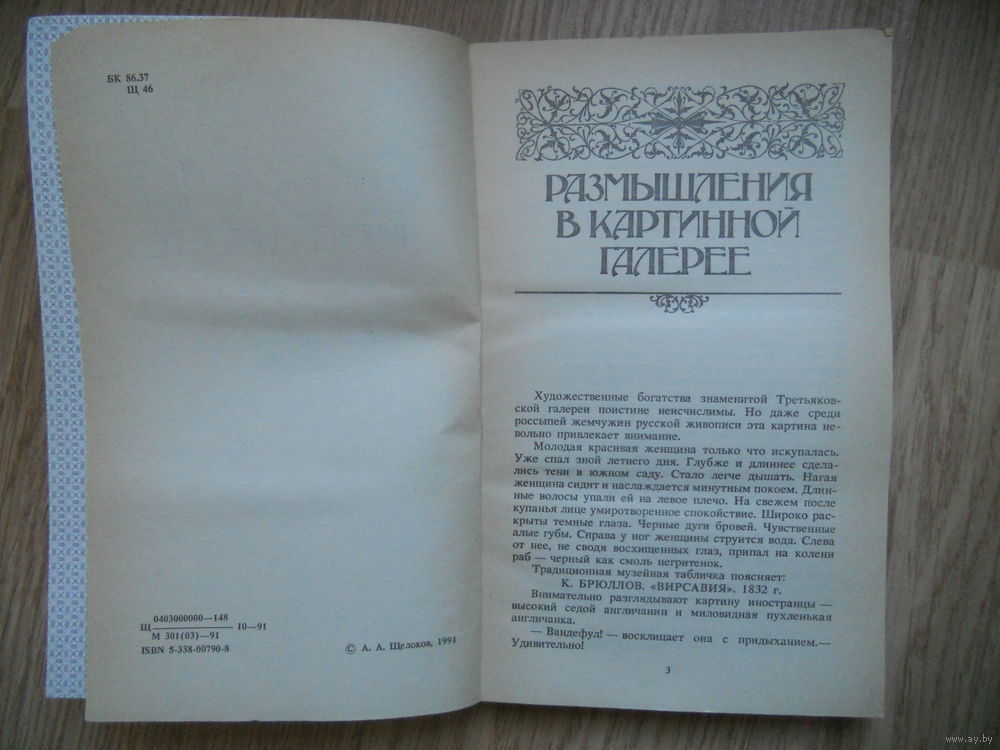 БК 86.37
Щ 46
0403000000—148
Щ 10—91
М 301(03)—91
ISBN 5-338-00790-8
© А. А. Щелоков, 1991
РАЗМЫШЛЕНИЯ
В КАРТИННОЙ
ГАЛЕРЕЕ
Художественные богатства знаменитой Третьяков-
ской галереи поистине неисчислимы. Но даже среди
россыпей жемчужин русской живописи эта картина не-
вольно привлекает внимание.
Молодая красивая женщина только что искупалась.
Уже спал зной летнего дня. Глубже и длиннее сдела-
лись тени в южном саду. Стало легче дышать. Нагая
женщина сидит и наслаждается минутным покоем. Длин-
ные волосы упали ей на левое плечо. На свежем после
купанья лице умиротворенное спокойствие. Широко рас-
крыты темные глаза. Черные дуги бровей. Чувственные
алые губы. Справа у ног женщины струится вода. Слева
от нее, не сводя восхищенных глаз, припал на колени
раб — черный как смоль негритенок.
Традиционная музейная табличка поясняет:
К. БРЮЛЛОВ. «ВИРСАВИЯ». 1832 г.
Внимательно разглядывают картину иностранцы —
высокий седой англичанин и миловидная пухленькая
англичанка.
— Вандефул! — восклицает она с придыханием.—
Удивительно!
3
www.ay.by